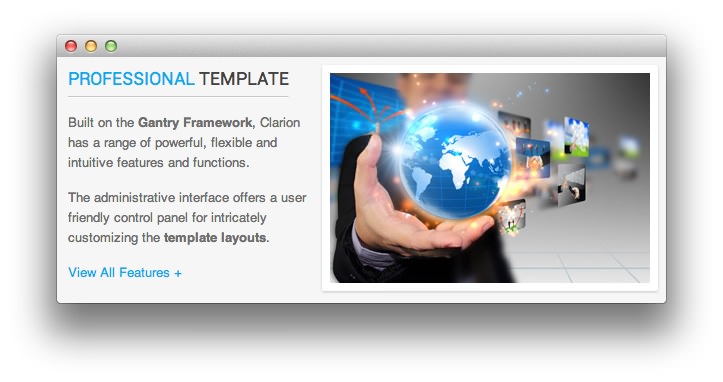 PROFESSIONAL TEMPLATE
Built on the Gantry Framework, Clarion
has a range of powerful, flexible and
intuitive features and functions.
The administrative interface offers a user
friendly control panel for intricately
customizing the template layouts.
View All Features +